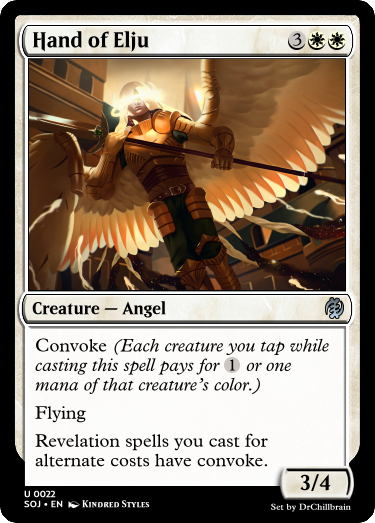 Hand of Elju 3
Creature — Angel
Convoke (Each creature you tap while
casting this spell pays for 1 or one
mana of that creature's color.)
Flying
Revelation spells you cast for
alternate costs have convoke.
3/4
U 0022
SOJ • EN Kindred Styles
Set by DrChillbrain